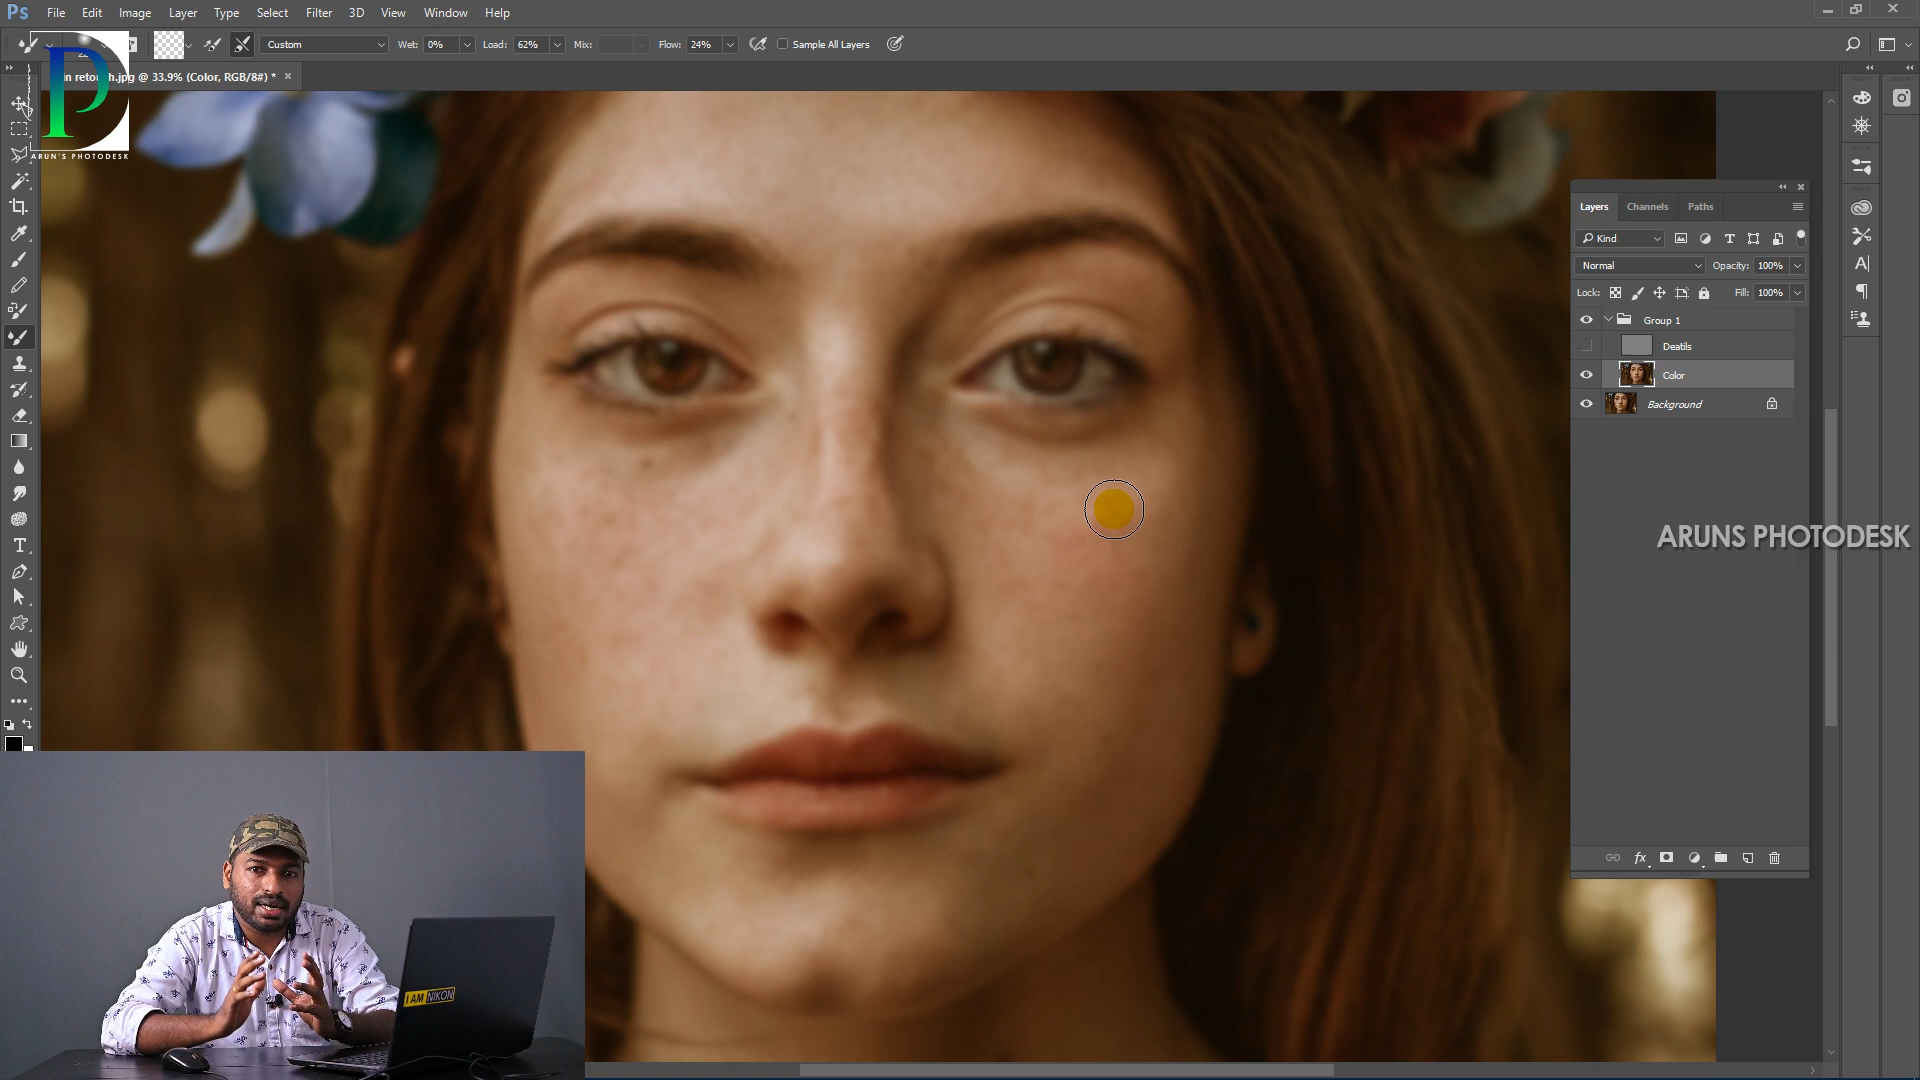 Ps File Edit Image Layer Type Select Filter 3D View Window Help
Custom Wet: 0% Load: 62% Mix: Flow: 24% Sample All Layers
in retouch.jpg @ 33.9% (Color, RGB/8#) *
ARUN'S PHOTODESK
Layers Channels Paths
Kind
Normal Opacity: 100%
Lock: Fill: 100%
Group 1
Deatils
Color
Background
ARUNS PHOTODESK
I AM NIKON